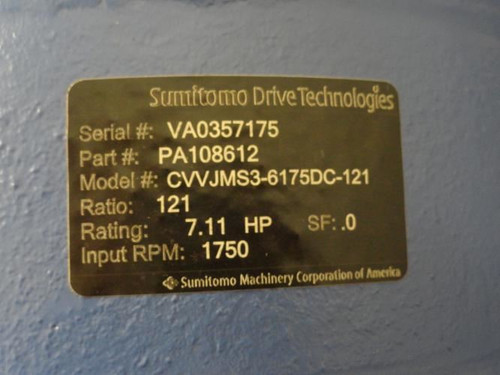 Sumitomo Drive Technologies
Serial #: VA0357175
Part #: PA108612
Model #: CVVJMS3-6175DC-121
Ratio: 121
Rating: 7.11 HP SF: .0
Input RPM: 1750
Sumitomo Machinery Corporation of America